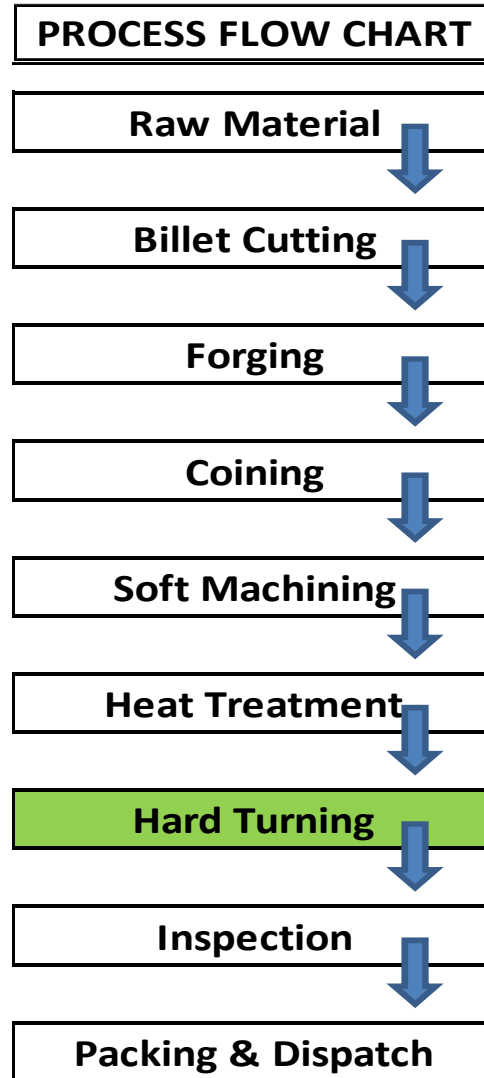 PROCESS FLOW CHART
Raw Material
Billet Cutting
Forging
Coining
Soft Machining
Heat Treatment
Hard Turning
Inspection
Packing & Dispatch